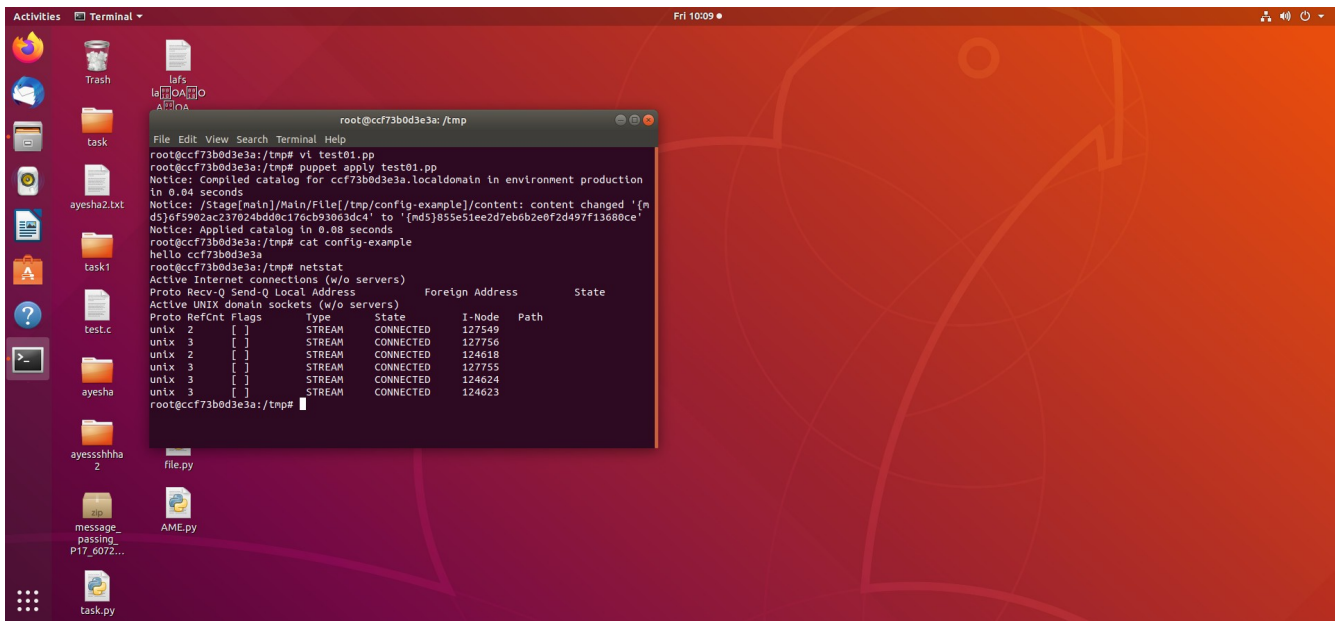 Activities Terminal Fri 10:09
Trash
lafs
task
ayesha2.txt
task1
test.c
ayesha
ayessshhha
2
file.py
message_
passing_
P17_6072...
AME.py
task.py
root@ccf73b0d3e3a: /tmp
File Edit View Search Terminal Help
root@ccf73b0d3e3a:/tmp# vi test01.pp
root@ccf73b0d3e3a:/tmp# puppet apply test01.pp
Notice: Compiled catalog for ccf73b0d3e3a.localdomain in environment production
in 0.04 seconds
Notice: /Stage[main]/Main/File[/tmp/config-example]/content: content changed '{m
d5}6f5902ac237024bdd0c176cb93063dc4' to '{md5}855e51ee2d7eb6b2e0f2d497f13680ce'
Notice: Applied catalog in 0.08 seconds
root@ccf73b0d3e3a:/tmp# cat config-example
hello ccf73b0d3e3a
root@ccf73b0d3e3a:/tmp# netstat
Active Internet connections (w/o servers)
Proto Recv-Q Send-Q Local Address Foreign Address State
Active UNIX domain sockets (w/o servers)
Proto RefCnt Flags Type State I-Node Path
unix 2 [ ] STREAM CONNECTED 127549
unix 3 [ ] STREAM CONNECTED 127756
unix 2 [ ] STREAM CONNECTED 124618
unix 3 [ ] STREAM CONNECTED 127755
unix 3 [ ] STREAM CONNECTED 124624
unix 3 [ ] STREAM CONNECTED 124623
root@ccf73b0d3e3a:/tmp#